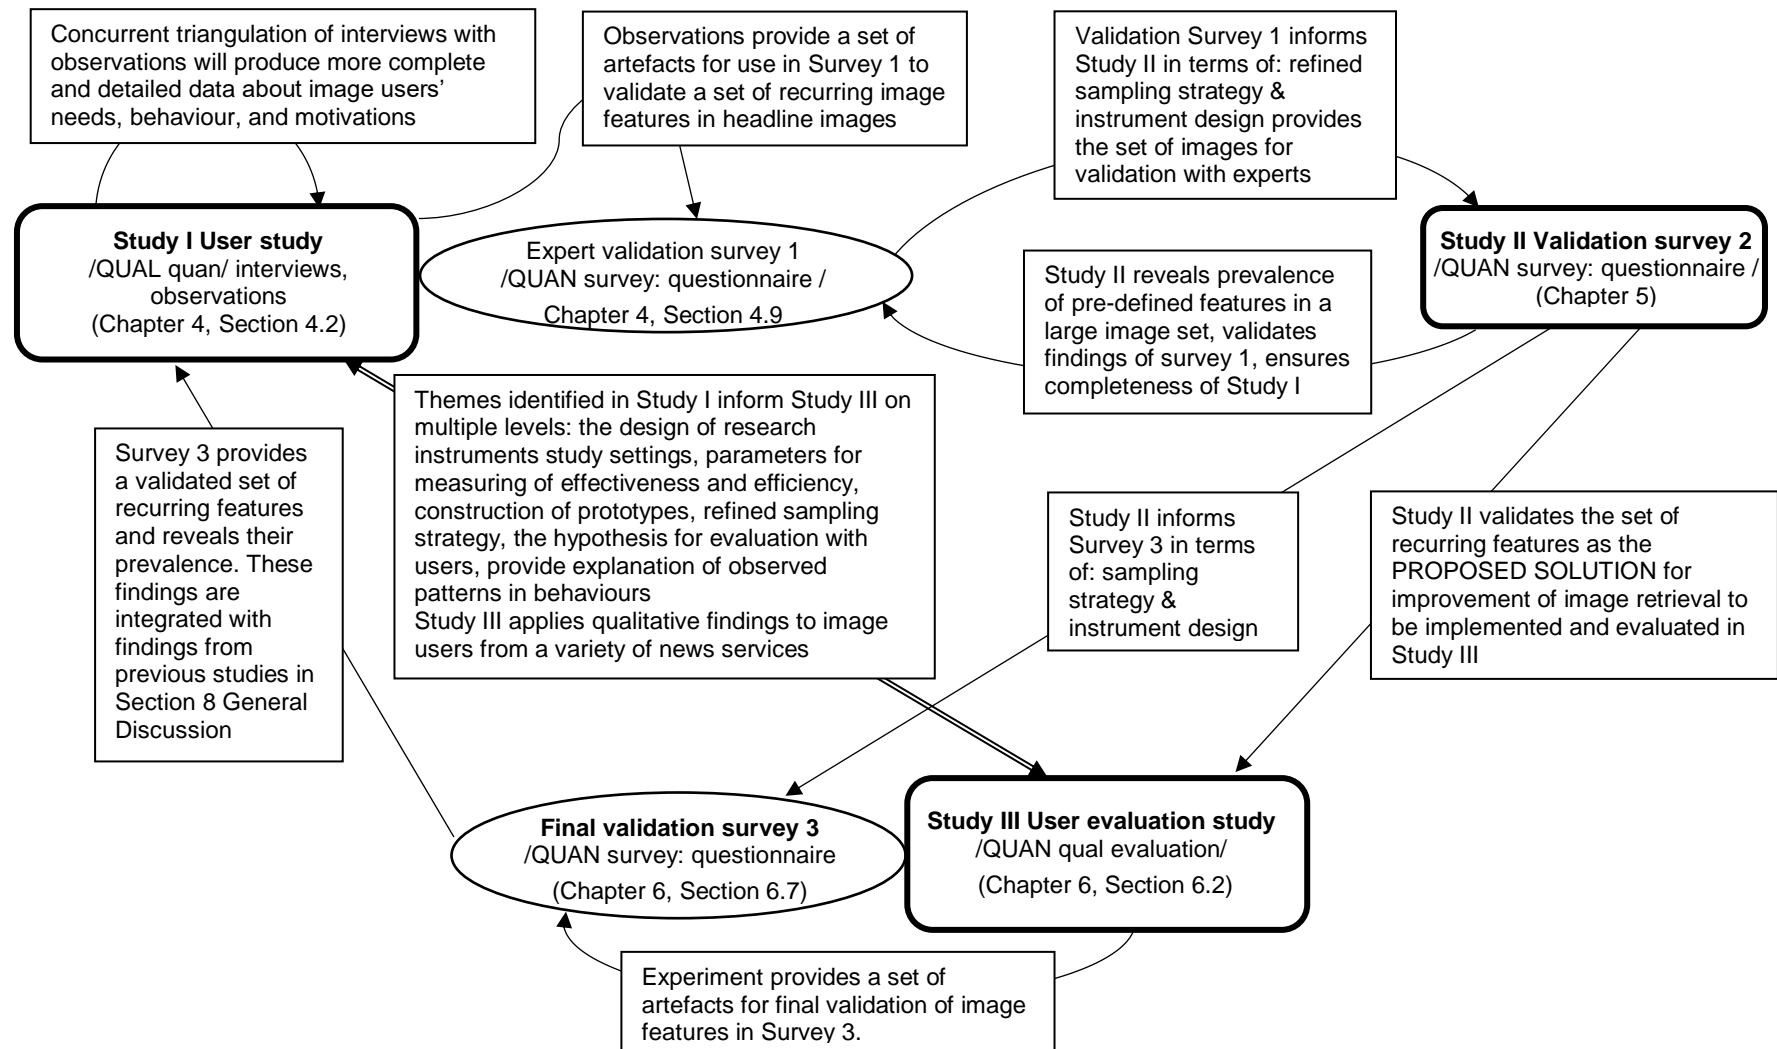 Concurrent triangulation of interviews with
observations will produce more complete
and detailed data about image users'
needs, behaviour, and motivations
Observations provide a set of
artefacts for use in Survey 1 to
validate a set of recurring image
features in headline images
Validation Survey 1 informs
Study II in terms of: refined
sampling strategy &
instrument design provides
the set of images for
validation with experts
Study I User study
/QUAL quan/ interviews,
observations
(Chapter 4, Section 4.2)
Expert validation survey 1
/QUAN survey: questionnaire /
Chapter 4, Section 4.9
Study II reveals prevalence
of pre-defined features in a
large image set, validates
findings of survey 1, ensures
completeness of Study I
Study II Validation survey 2
/QUAN survey: questionnaire /
(Chapter 5)
Survey 3 provides
a validated set of
recurring features
and reveals their
prevalence. These
findings are
integrated with
findings from
previous studies in
Section 8 General
Discussion
Themes identified in Study I inform Study III on
multiple levels: the design of research
instruments study settings, parameters for
measuring of effectiveness and efficiency,
construction of prototypes, refined sampling
strategy, the hypothesis for evaluation with
users, provide explanation of observed
patterns in behaviours
Study III applies qualitative findings to image
users from a variety of news services
Study II informs
Survey 3 in terms
of: sampling
strategy &
instrument design
Study II validates the set of
recurring features as the
PROPOSED SOLUTION for
improvement of image retrieval to
be implemented and evaluated in
Study III
Final validation survey 3
/QUAN survey: questionnaire
(Chapter 6, Section 6.7)
Study III User evaluation study
/QUAN qual evaluation/
(Chapter 6, Section 6.2)
Experiment provides a set of
artefacts for final validation of image
features in Survey 3.